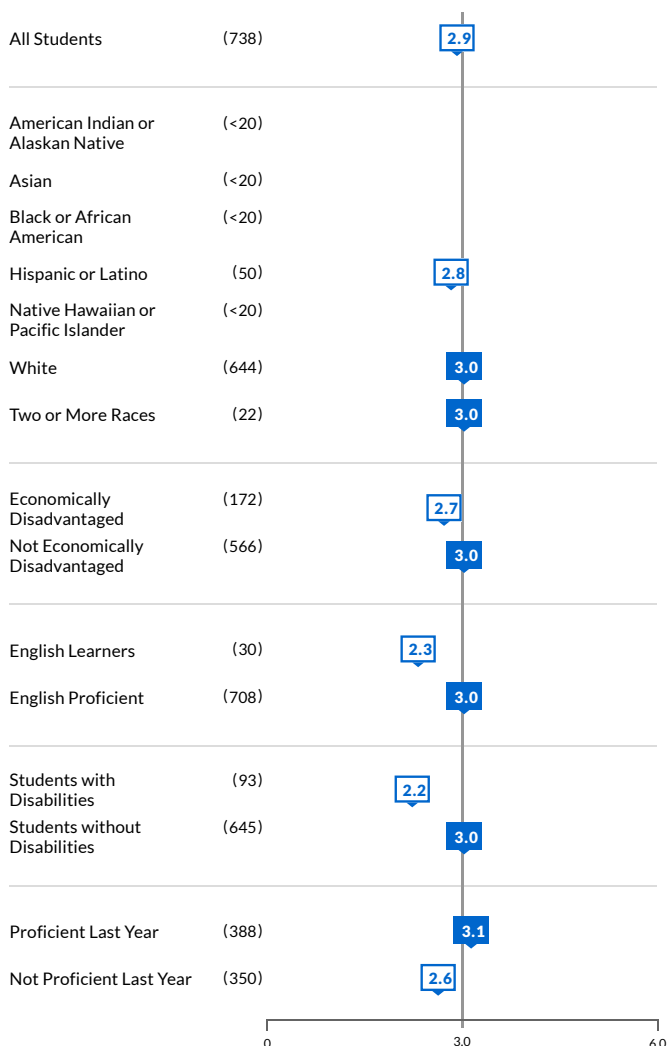 All Students (738) 2.9
American Indian or (<20)
Alaskan Native
Asian (<20)
Black or African (<20)
American
Hispanic or Latino (50) 2.8
Native Hawaiian or (<20)
Pacific Islander
White (644) 3.0
Two or More Races (22) 3.0
Economically (172) 2.7
Disadvantaged
Not Economically (566) 3.0
Disadvantaged
English Learners (30) 2.3
English Proficient (708) 3.0
Students with (93) 2.2
Disabilities
Students without (645) 3.0
Disabilities
Proficient Last Year (388) 3.1
Not Proficient Last Year (350) 2.6
0 3.0 6.0